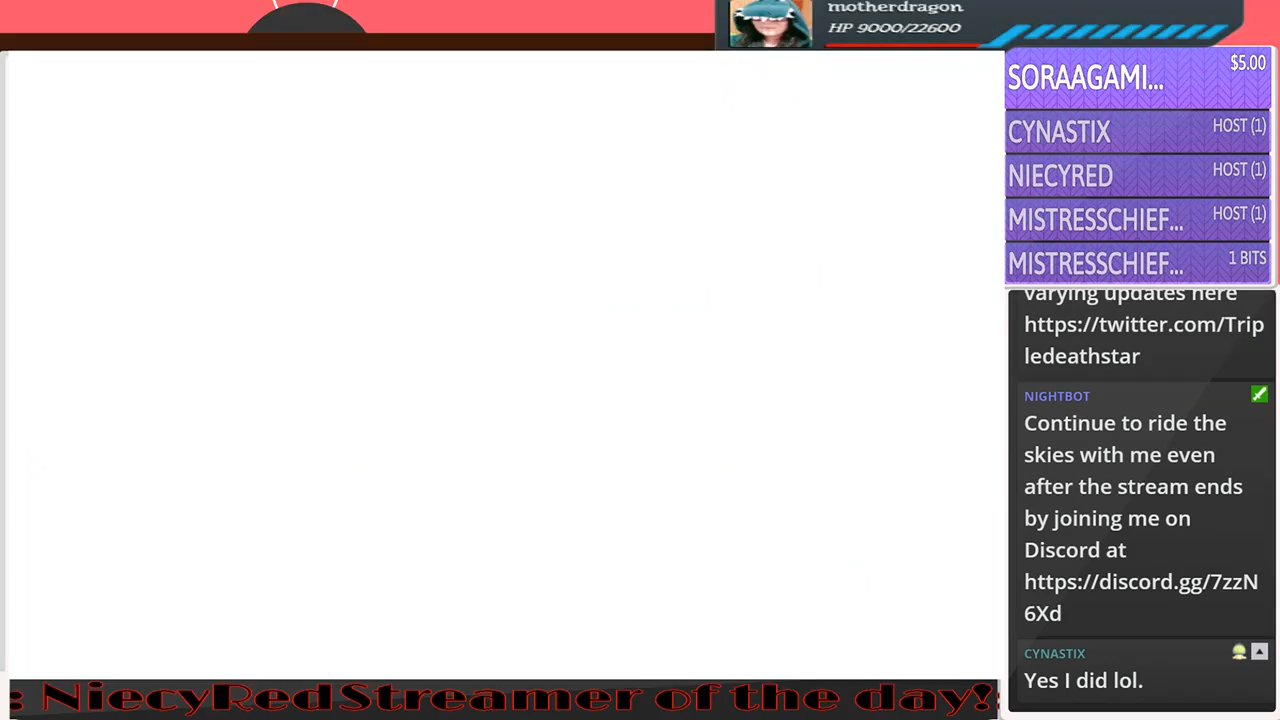 motherdragon
HP 9000/22600
SORAAGAMI... $5.00
CYNASTIX HOST (1)
NIECYRED HOST (1)
MISTRESSCHIEF... HOST (1)
MISTRESSCHIEF... 1 BITS
varying updates here
https://twitter.com/Trip
ledeathstar
NIGHTBOT
Continue to ride the
skies with me even
after the stream ends
by joining me on
Discord at
https://discord.gg/7zzN
6Xd
CYNASTIX
Yes I did lol.
: NiecyRed Streamer of the day!